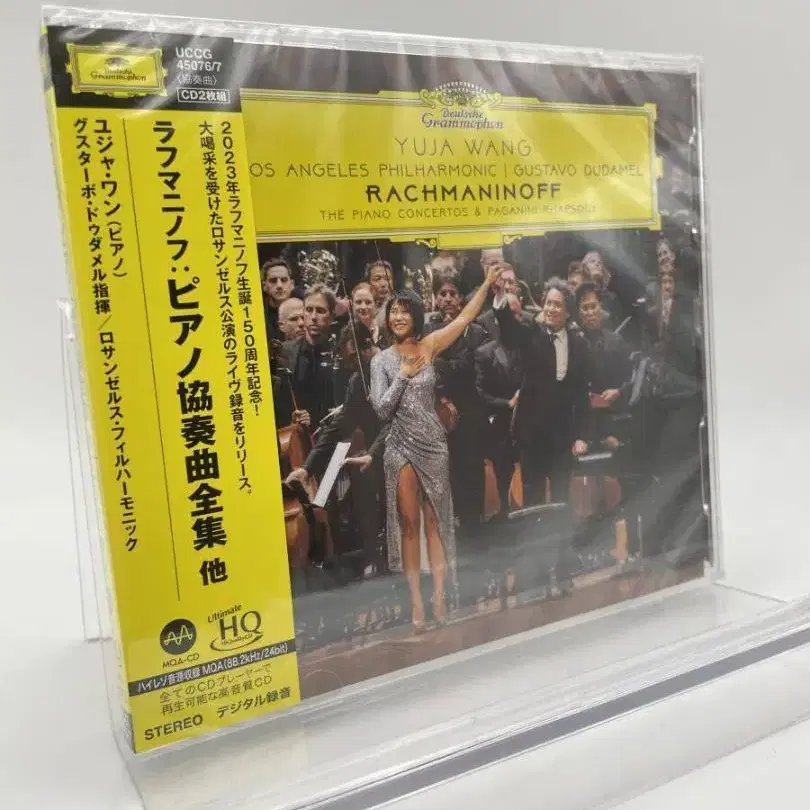 Deutsche
Grammophon
UCCG
45076/7
〈協奏曲〉
CD2枚組
2023年ラフマニノフ生誕150周年記念!
大喝采を受けたロサンゼルス公演のライヴ録音をリリース。
ラフマニノフ:ピアノ協奏曲全集 他
ユジャ・ワン(ピアノ)
グスターボ・ドゥダメル指揮/ロサンゼルス・フィルハーモニック
MQA-CD
Ultimate
HQ
ハイレゾ音源収録 MQA(88.2kHz/24bit)
全てのCDプレーヤーで
再生可能な高音質CD
STEREO デジタル録音
Deutsche
Grammophon
YUJA WANG
OS ANGELES PHILHARMONIC | GUSTAVO DUDAMEL
RACHMANINOFF
THE PIANO CONCERTOS & PAGANINI RHAPSODY